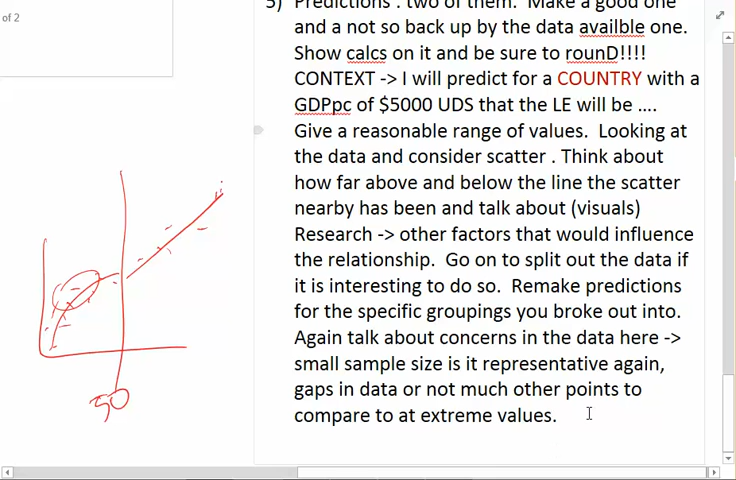 of 2
5) Predictions . two of them. Make a good one
and a not so back up by the data availble one.
Show calcs on it and be sure to rounD!!!!
CONTEXT -> I will predict for a COUNTRY with a
GDPpc of $5000 UDS that the LE will be ....
Give a reasonable range of values. Looking at
the data and consider scatter . Think about
how far above and below the line the scatter
nearby has been and talk about (visuals)
Research -> other factors that would influence
the relationship. Go on to split out the data if
it is interesting to do so. Remake predictions
for the specific groupings you broke out into.
Again talk about concerns in the data here ->
small sample size is it representative again,
gaps in data or not much other points to
compare to at extreme values.
50